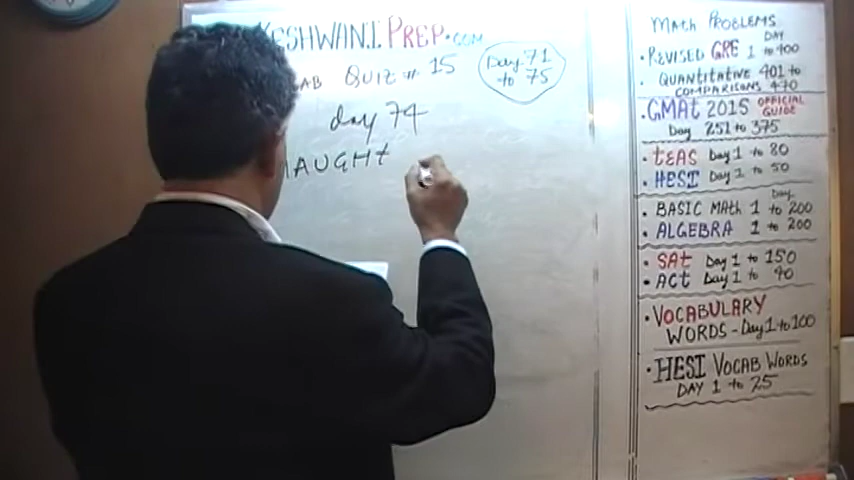 KESHWANI PREP.COM
AB QUIZ # 15
Day 71
to 75
day 74
AUGHt
Math PROBLEMS
DAY
• REVISED GRE 1 to 400
• QUANTITATIVE 401 to
COMPARISONS 470
• GMAt 2015 OFFICIAL GUIDE
Day 251 to 375
• tEAS Day 1 to 80
• HESI Day 1 to 50
Day
• BASIC MAth 1 to 200
• ALGEBRA 1 to 200
• SAt Day 1 to 150
• ACt Day 1 to 40
• VOCABULARY
WORDS - Day 1 to 100
• HESI VOCAB WORDS
DAY 1 to 25